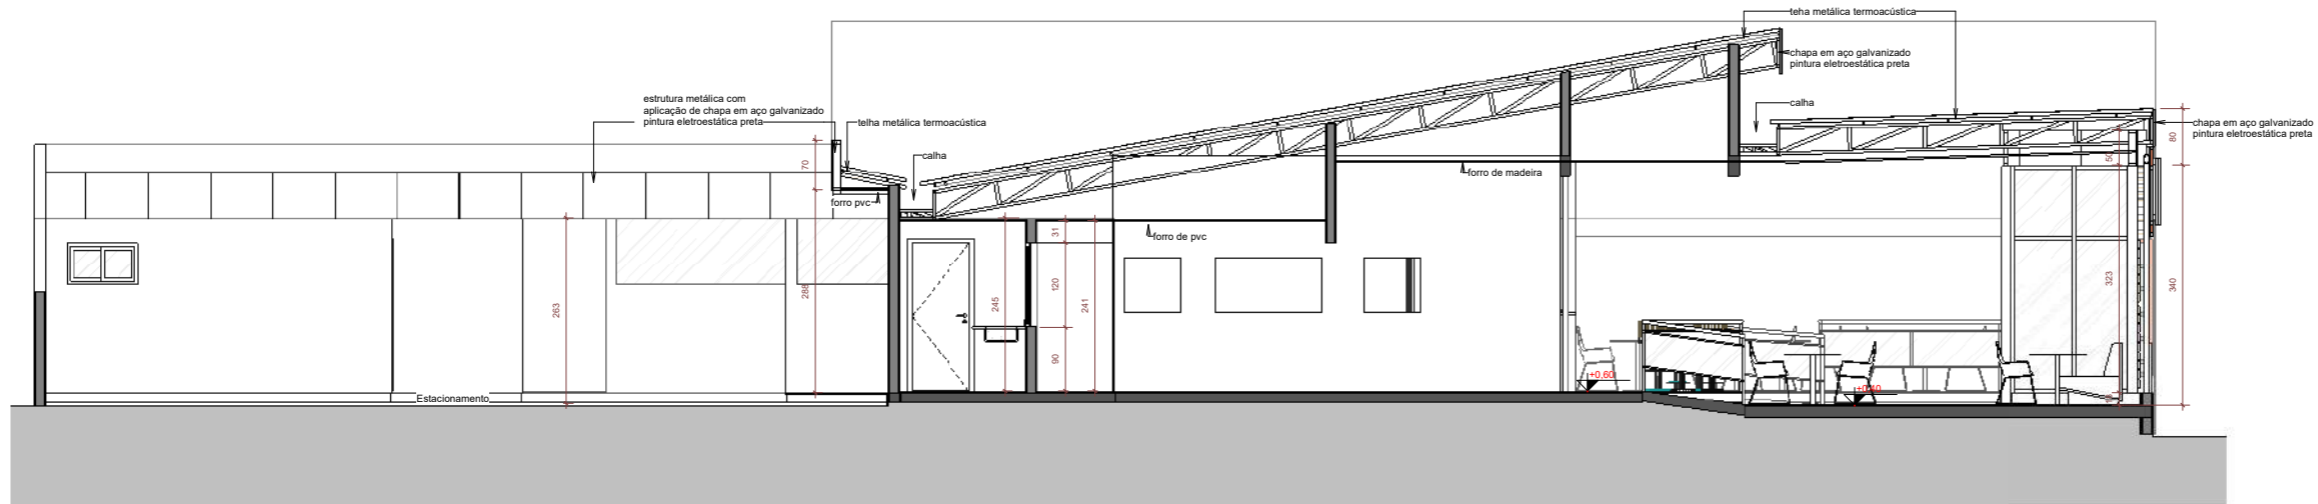 teha metálica termoacústica
chapa em aço galvanizado
pintura eletroestática preta
calha
chapa em aço galvanizado
pintura eletroestática preta
80
50
estrutura metálica com
aplicação de chapa em aço galvanizado
pintura eletroestática preta
telha metálica termoacústica
calha
70
forro pvc
forro de madeira
forro de pvc
31
120
241
245
90
263
288
323
340
+0,60
Estacionamento